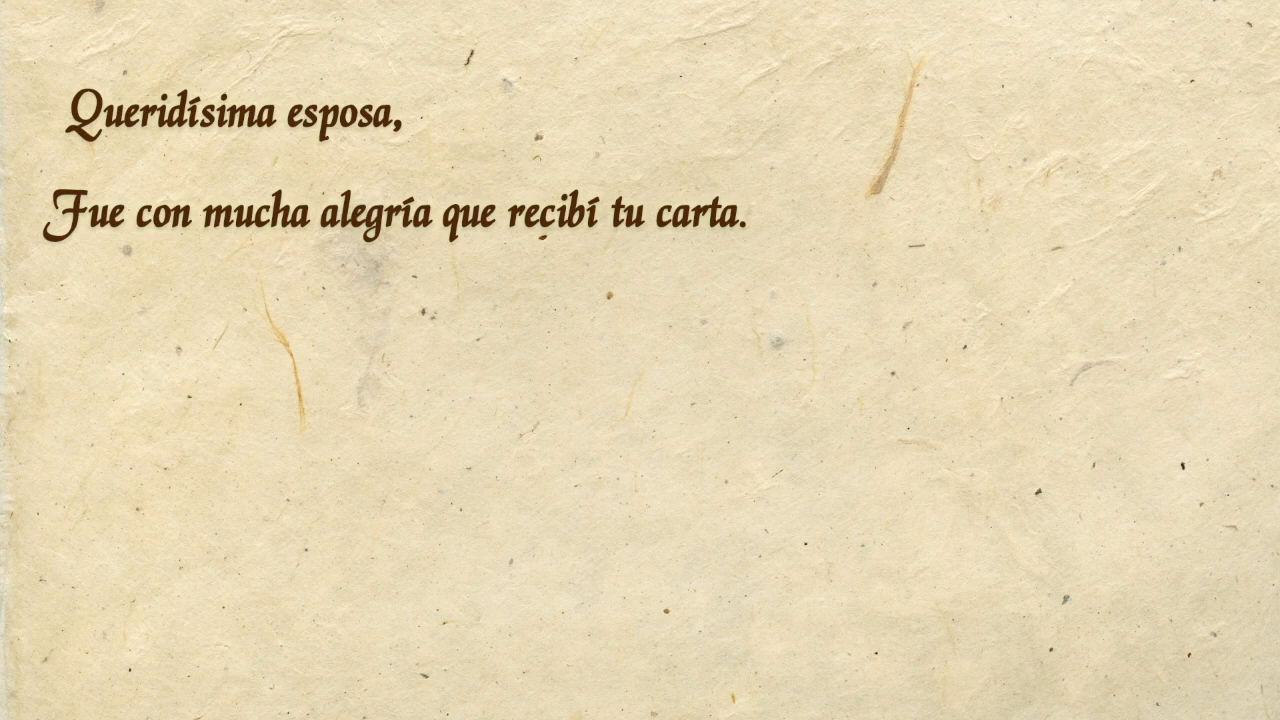 Queridísima esposa,
Fue con mucha alegría que recibí tu carta.